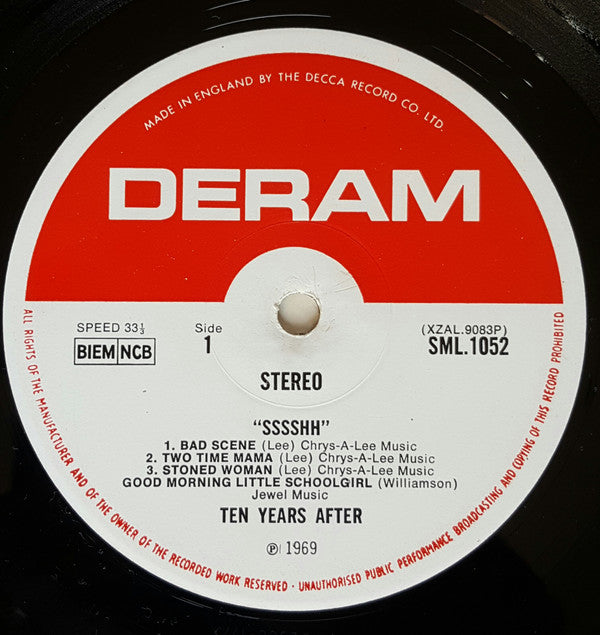 MADE IN ENGLAND BY THE DECCA RECORD CO. LTD.
DERAM
SPEED 33⅓
BIEM NCB
Side
1
(XZAL.9083P)
SML.1052
STEREO
“SSSSHH”
1. BAD SCENE (Lee) Chrys-A-Lee Music
2. TWO TIME MAMA (Lee) Chrys-A-Lee Music
3. STONED WOMAN (Lee) Chrys-A-Lee Music
GOOD MORNING LITTLE SCHOOLGIRL (Williamson)
Jewel Music
TEN YEARS AFTER
℗ 1969
ALL RIGHTS OF THE MANUFACTURER AND OF THE OWNER OF THE RECORDED WORK RESERVED · UNAUTHORISED PUBLIC PERFORMANCE BROADCASTING AND COPYING OF THIS RECORD PROHIBITED